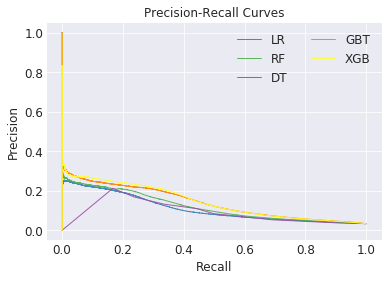 Precision-Recall Curves
1.0
0.8
0.6
0.4
0.2
0.0
Precision
LR
RF
DT
GBT
XGB
0.0 0.2 0.4 0.6 0.8 1.0
Recall